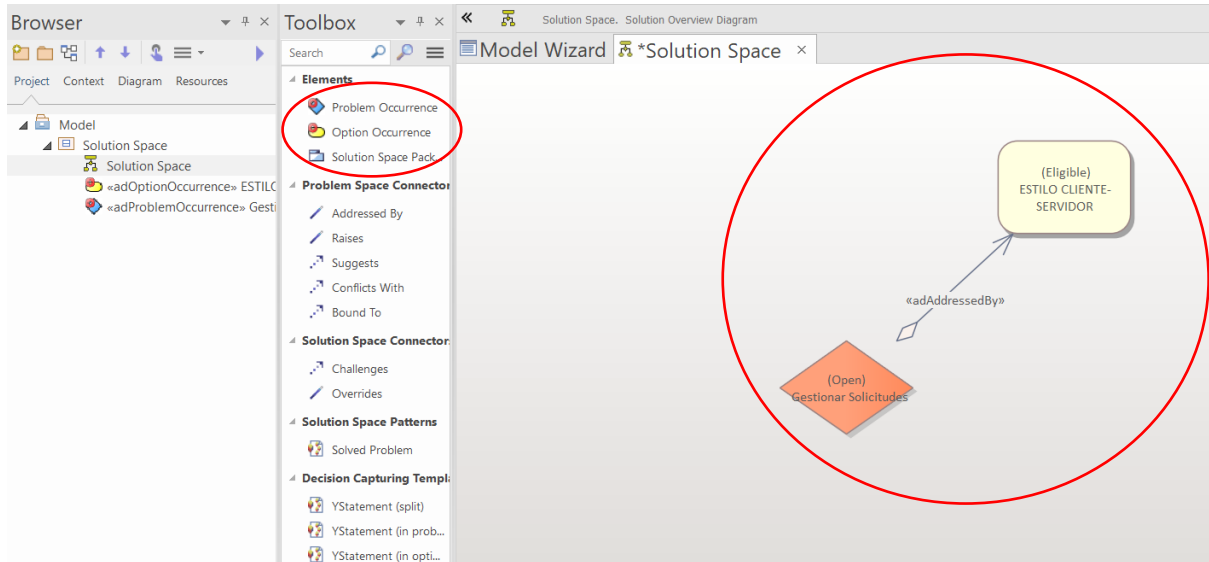 Browser
Project Context Diagram Resources
Model
Solution Space
Solution Space
«adOptionOccurrence» ESTILC
«adProblemOccurrence» Gesti
Toolbox
Search
Elements
Problem Occurrence
Option Occurrence
Solution Space Pack...
Problem Space Connector
Addressed By
Raises
Suggests
Conflicts With
Bound To
Solution Space Connector
Challenges
Overrides
Solution Space Patterns
Solved Problem
Decision Capturing Templa
YStatement (split)
YStatement (in prob...
YStatement (in opti...
Solution Space. Solution Overview Diagram
Model Wizard *Solution Space ×
(Eligible)
ESTILO CLIENTE-
SERVIDOR
«adAddressedBy»
(Open)
Gestionar Solicitudes